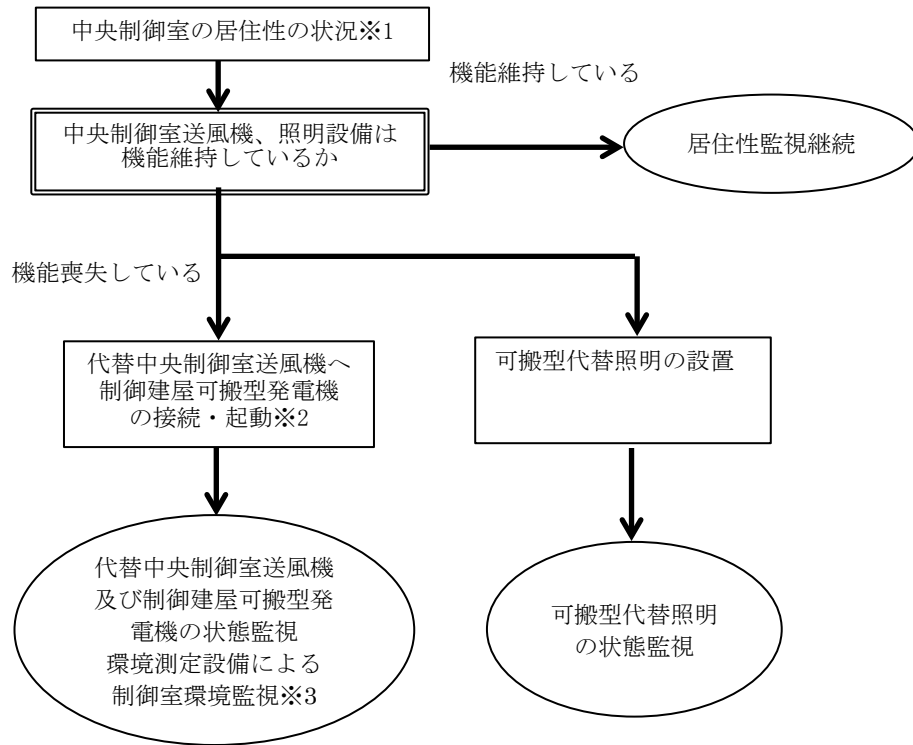 中央制御室の居住性の状況※1
機能維持している
中央制御室送風機、照明設備は
機能維持しているか
居住性監視継続
機能喪失している
代替中央制御室送風機へ
制御建屋可搬型発電機
の接続・起動※2
可搬型代替照明の設置
代替中央制御室送風機
及び制御建屋可搬型発
電機の状態監視
環境測定設備による
制御室環境監視※3
可搬型代替照明
の状態監視